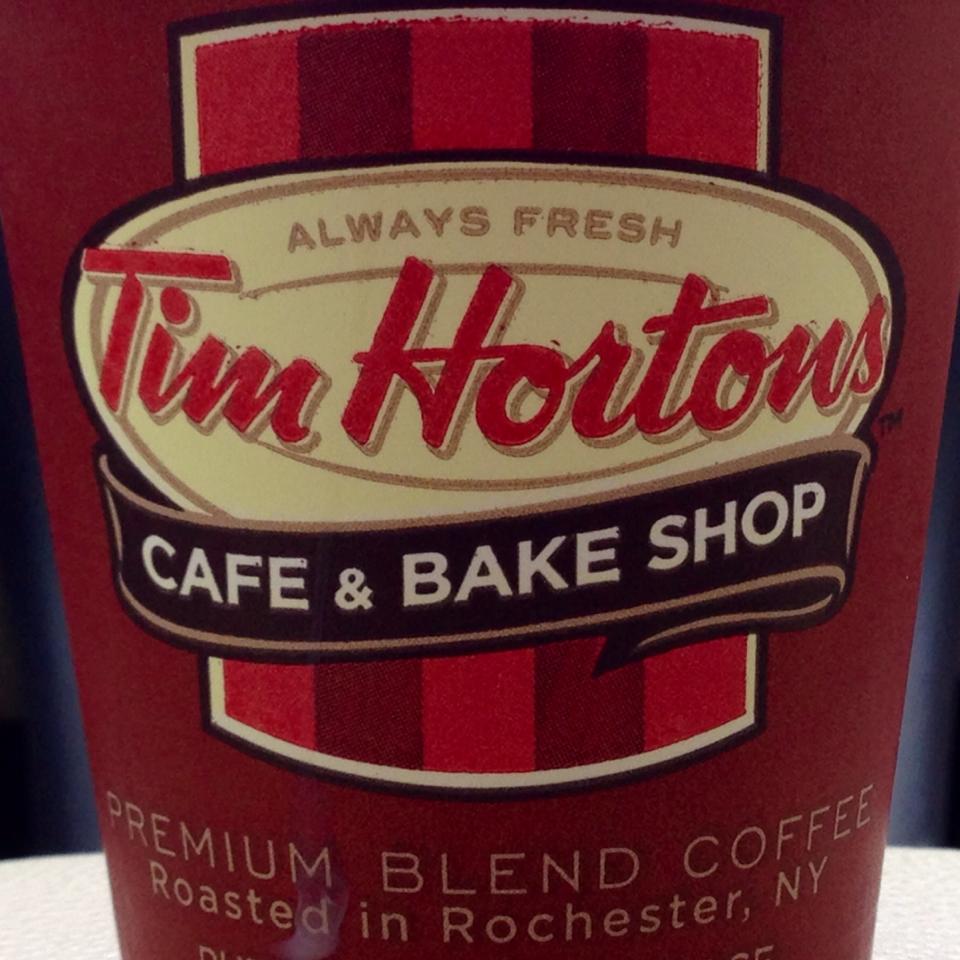 ALWAYS FRESH
Tim Hortons
TM
CAFE & BAKE SHOP
PREMIUM BLEND COFFEE
Roasted in Rochester, NY